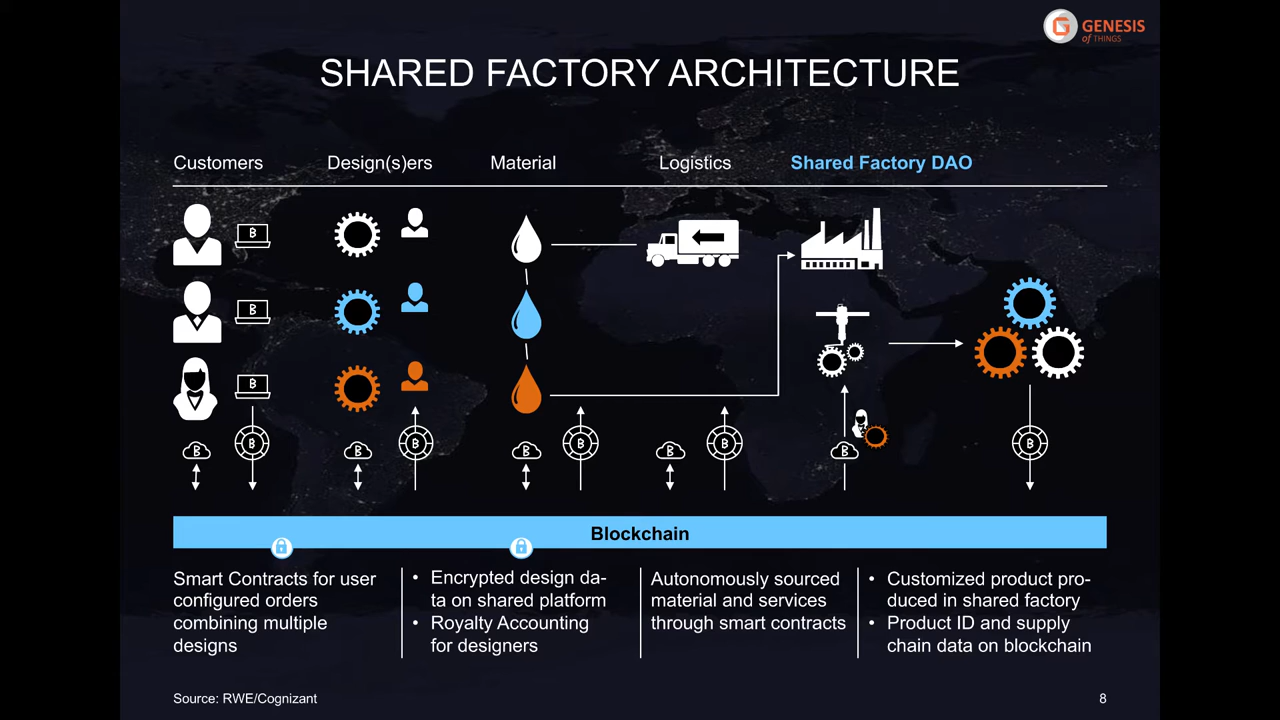 GENESIS
of THINGS
SHARED FACTORY ARCHITECTURE
Customers
Design(s)ers
Material
Logistics
Shared Factory DAO
Blockchain
Smart Contracts for user
configured orders
combining multiple
designs
• Encrypted design da-
ta on shared platform
• Royalty Accounting
for designers
Autonomously sourced
material and services
through smart contracts
• Customized product pro-
duced in shared factory
• Product ID and supply
chain data on blockchain
Source: RWE/Cognizant
8